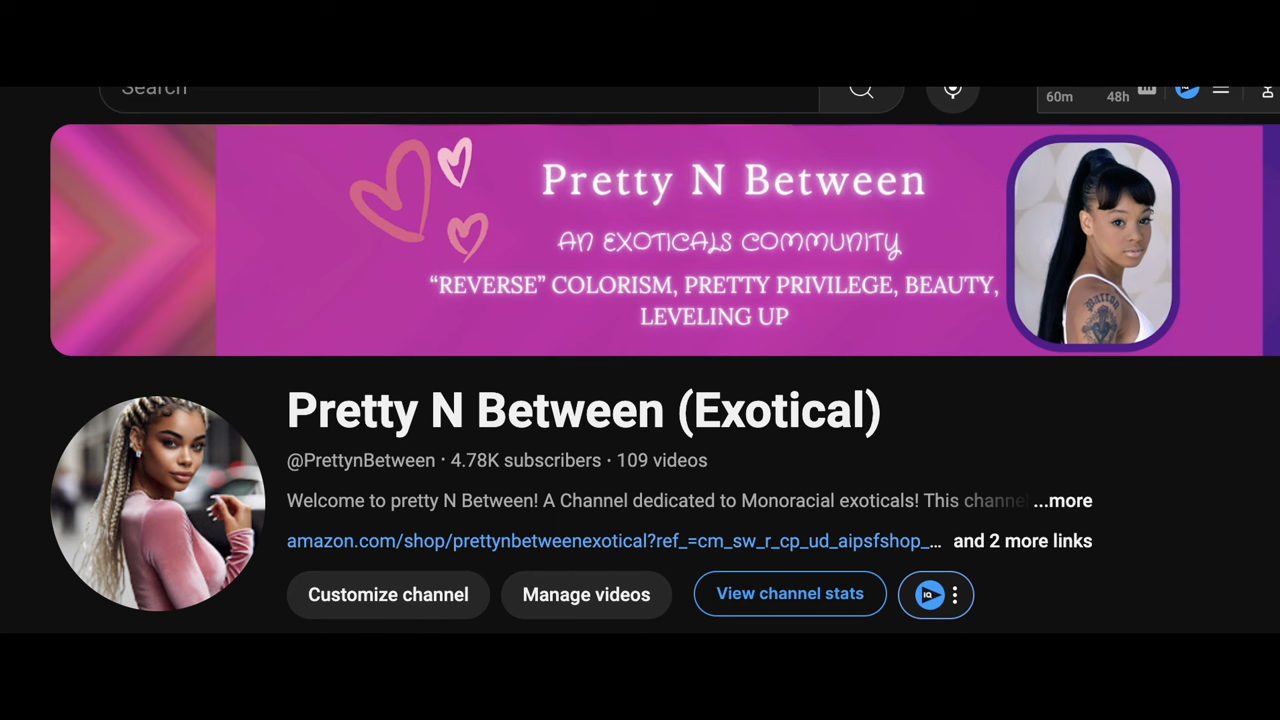 Search
60m 48h
Pretty N Between
AN EXOTICALS COMMUNITY
“REVERSE” COLORISM, PRETTY PRIVILEGE, BEAUTY,
LEVELING UP
Pretty N Between (Exotical)
@PrettynBetween · 4.78K subscribers · 109 videos
Welcome to pretty N Between! A Channel dedicated to Monoracial exoticals! This channe ...more
amazon.com/shop/prettynbetweenexotical?ref_=cm_sw_r_cp_ud_aipsfshop_... and 2 more links
Customize channel Manage videos View channel stats IQ